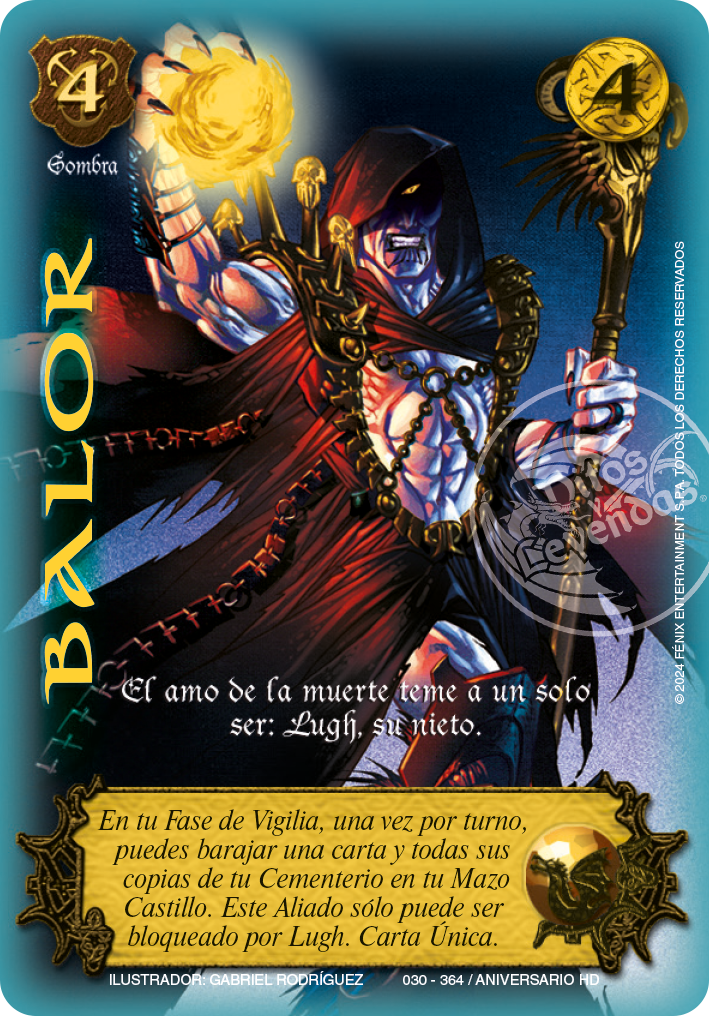 4
4
Sombra
BALOR
El amo de la muerte teme a un solo
ser: Lugh, su nieto.
En tu Fase de Vigilia, una vez por turno,
puedes barajar una carta y todas sus
copias de tu Cementerio en tu Mazo
Castillo. Este Aliado sólo puede ser
bloqueado por Lugh. Carta Única.
ILUSTRADOR: GABRIEL RODRÍGUEZ 030 - 364 / ANIVERSARIO HD
© 2024 FÉNIX ENTERTAINMENT S.P.A. TODOS LOS DERECHOS RESERVADOS
Mitos
y
Leyendas®